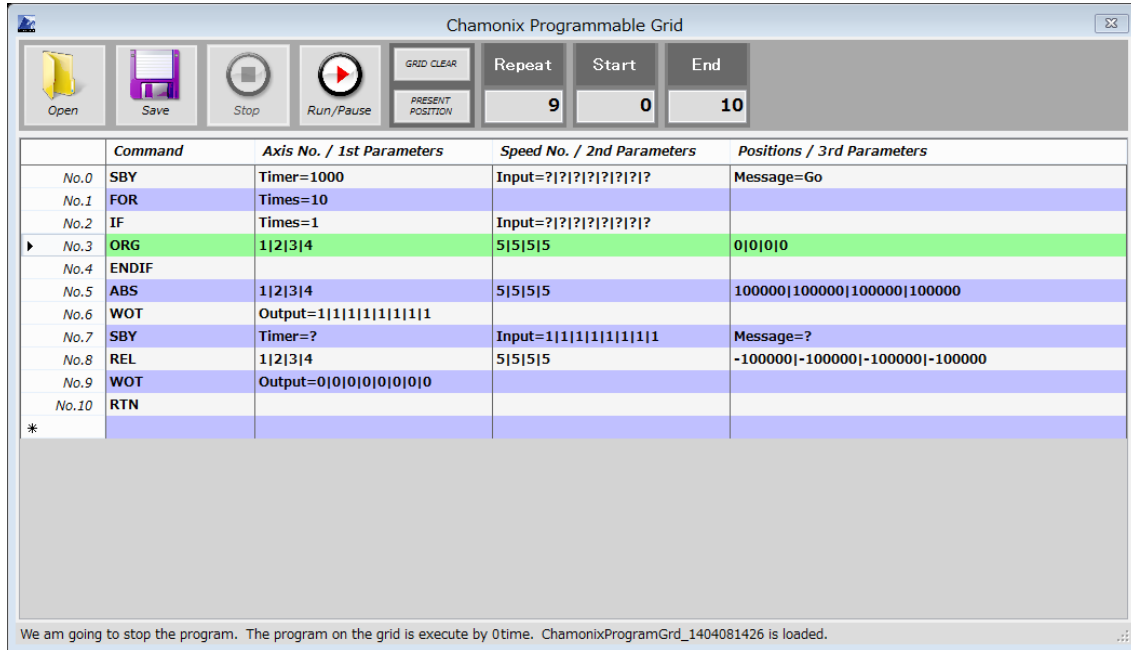 Chamonix Programmable Grid
Open Save Stop Run/Pause GRID CLEAR PRESENT POSITION Repeat 9 Start 0 End 10
Command Axis No. / 1st Parameters Speed No. / 2nd Parameters Positions / 3rd Parameters
No.0 SBY Timer=1000 Input=?|?|?|?|?|?|?|? Message=Go
No.1 FOR Times=10
No.2 IF Times=1 Input=?|?|?|?|?|?|?|?
No.3 ORG 1|2|3|4 5|5|5|5 0|0|0|0
No.4 ENDIF
No.5 ABS 1|2|3|4 5|5|5|5 100000|100000|100000|100000
No.6 WOT Output=1|1|1|1|1|1|1|1
No.7 SBY Timer=? Input=1|1|1|1|1|1|1|1 Message=?
No.8 REL 1|2|3|4 5|5|5|5 -100000|-100000|-100000|-100000
No.9 WOT Output=0|0|0|0|0|0|0|0
No.10 RTN
We am going to stop the program. The program on the grid is execute by 0time. ChamonixProgramGrd_1404081426 is loaded.